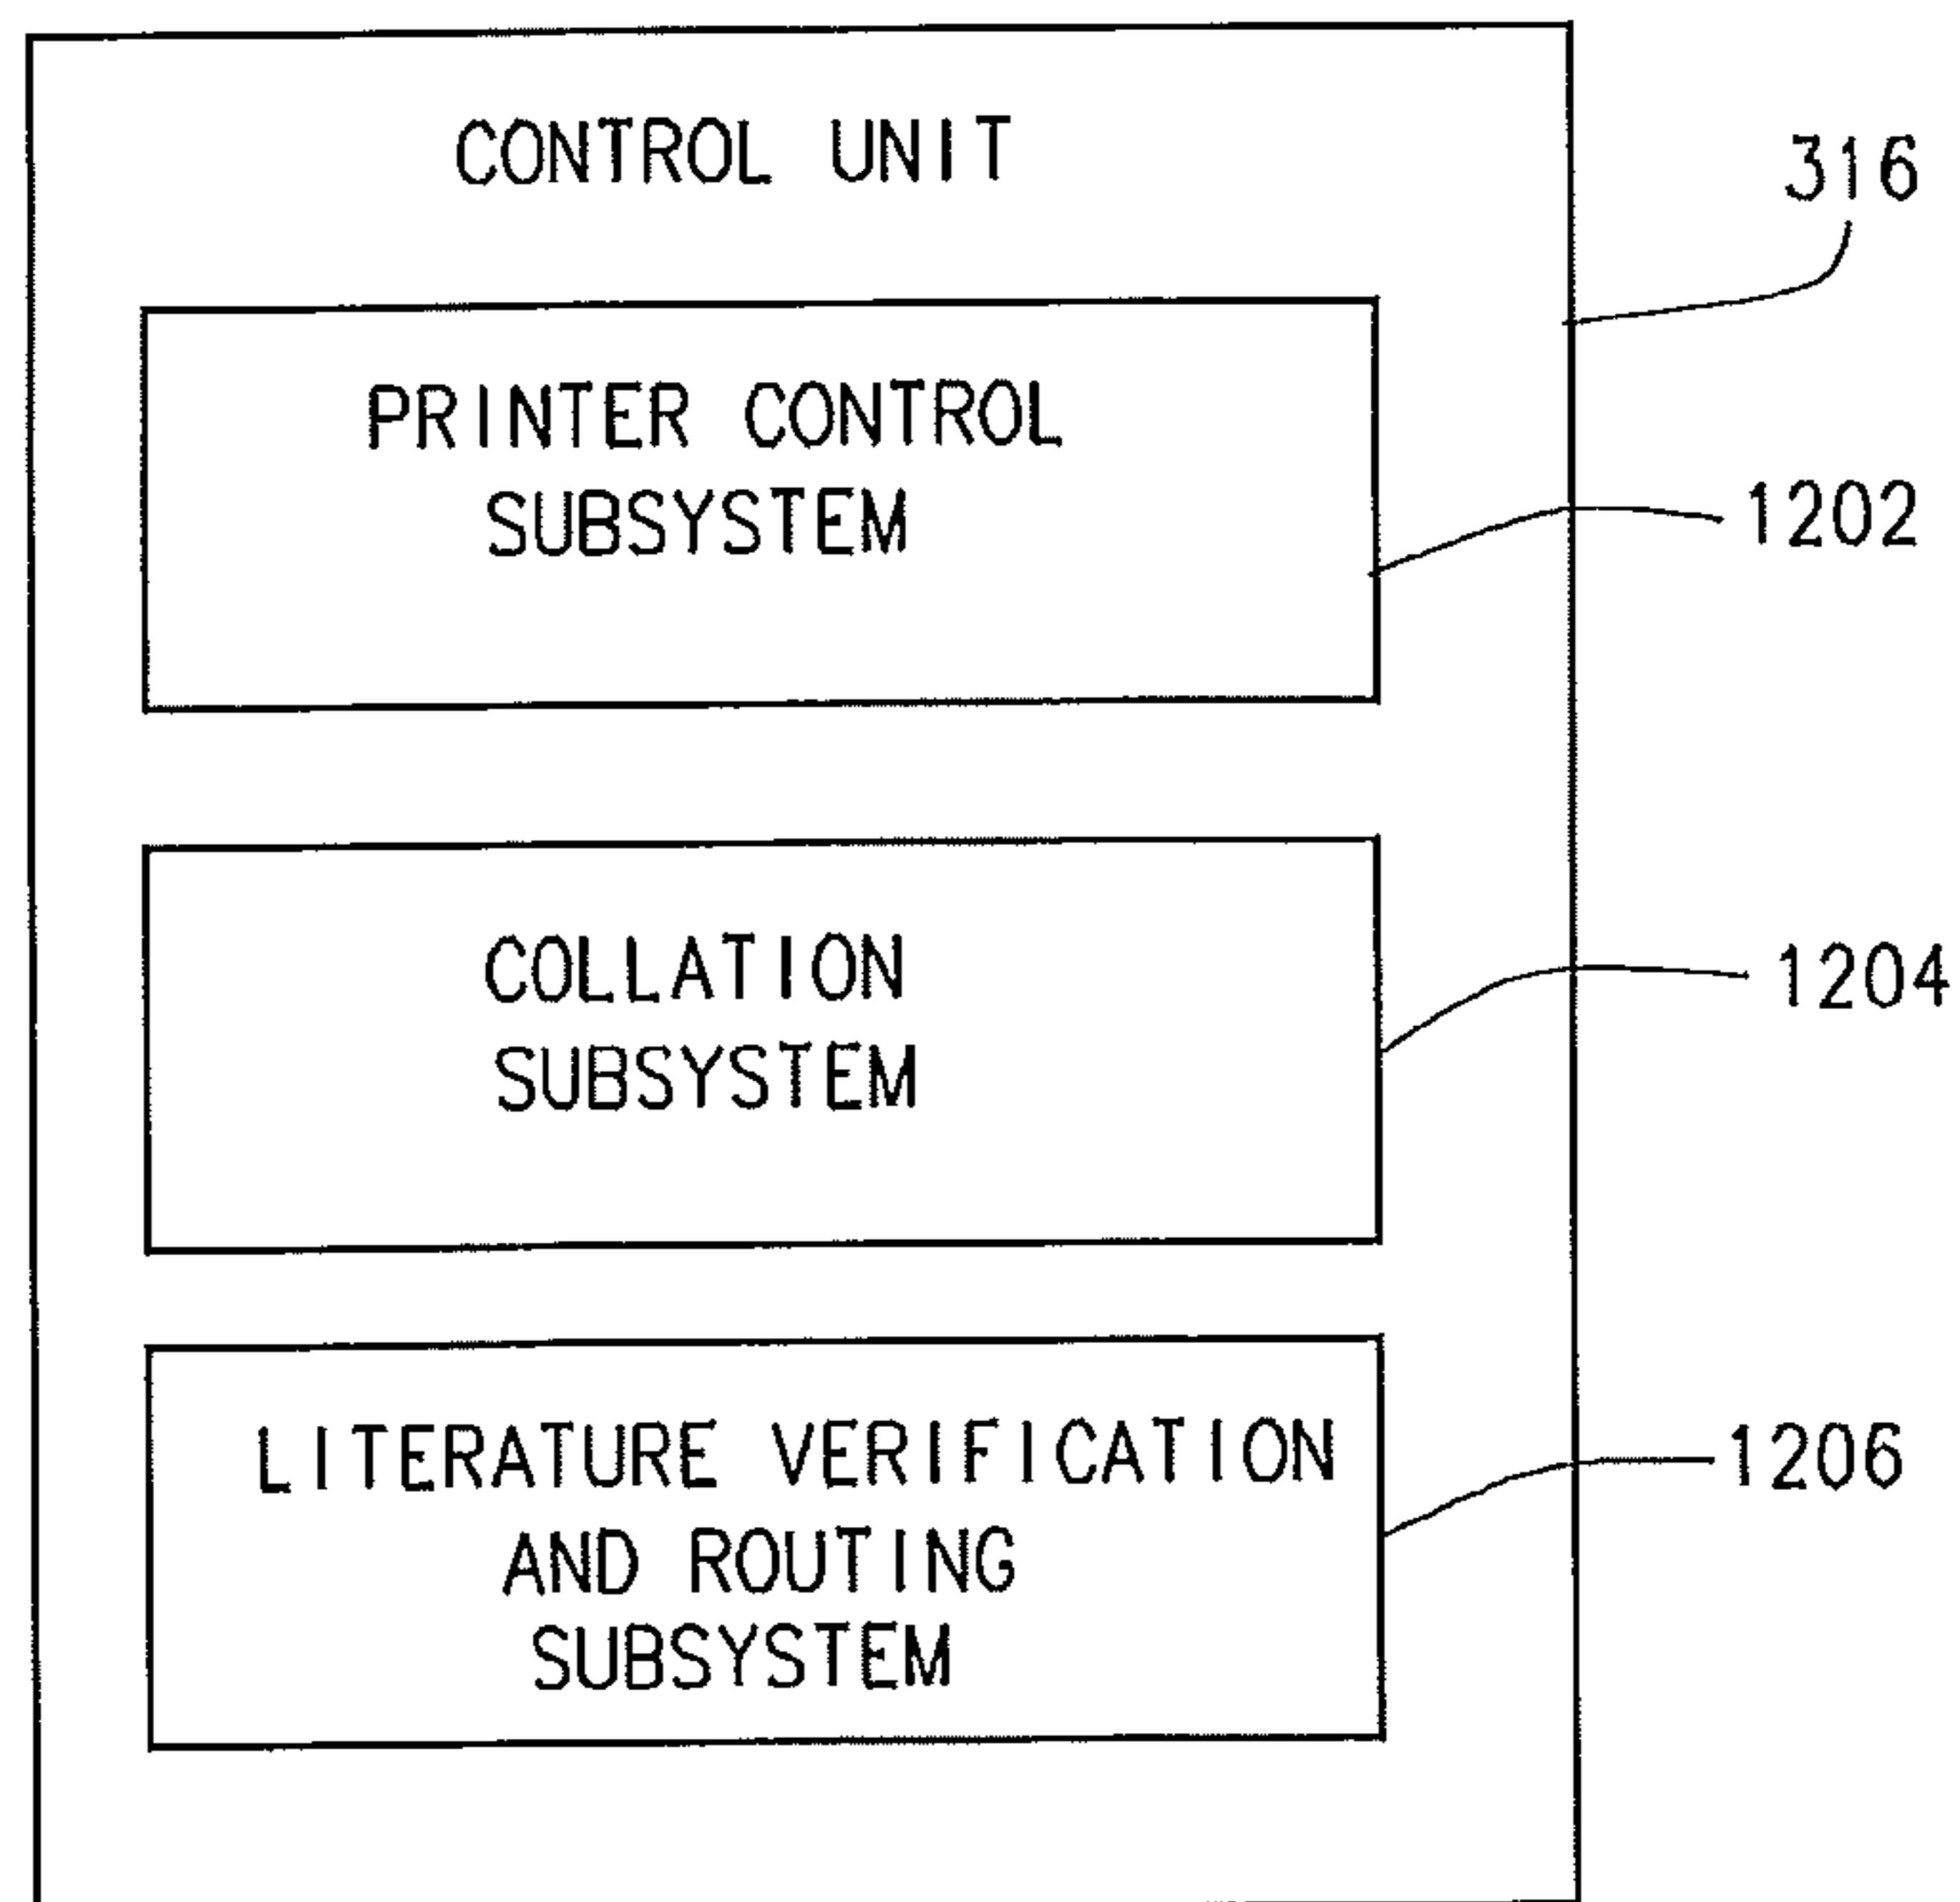 CONTROL UNIT
316
PRINTER CONTROL
SUBSYSTEM
1202
COLLATION
SUBSYSTEM
1204
LITERATURE VERIFICATION
AND ROUTING
SUBSYSTEM
1206